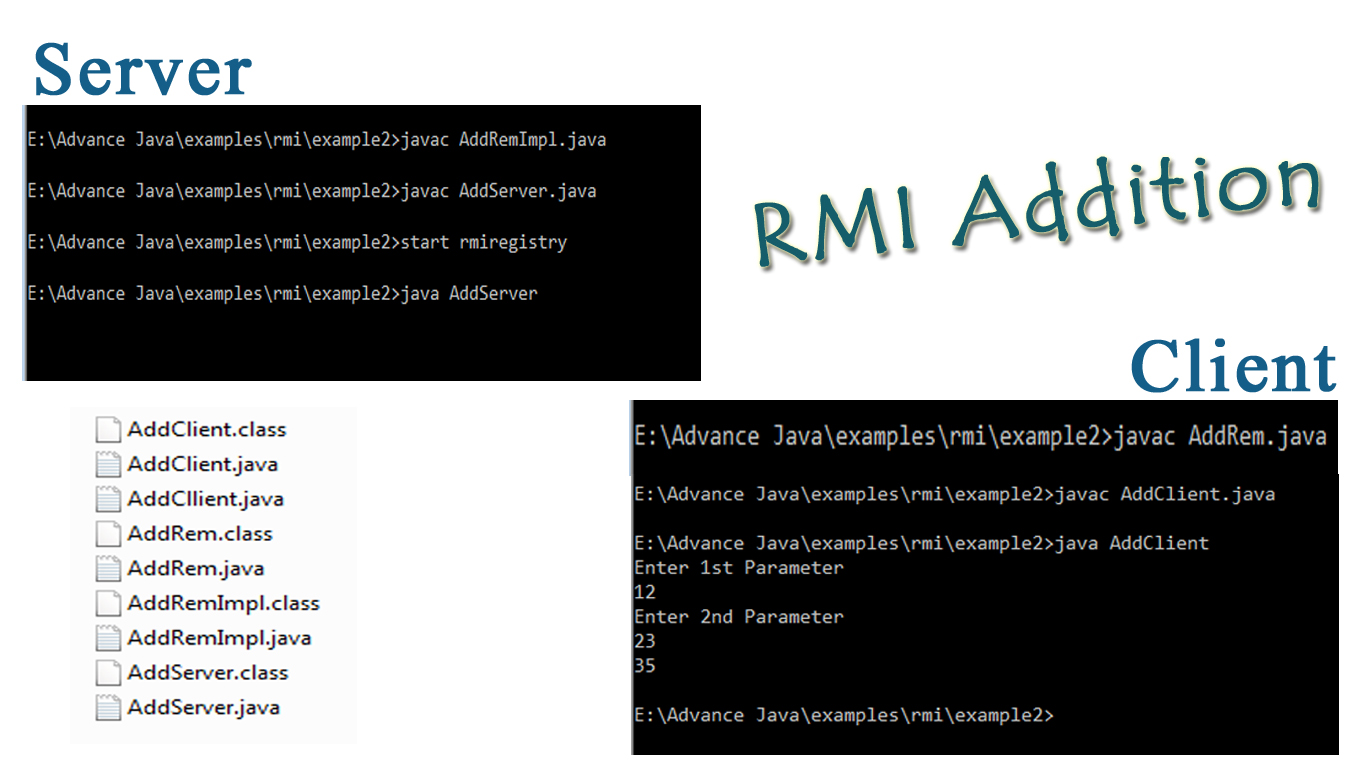 Server
E:\Advance Java\examples\rmi\example2>javac AddRemImpl.java
E:\Advance Java\examples\rmi\example2>javac AddServer.java
E:\Advance Java\examples\rmi\example2>start rmiregistry
E:\Advance Java\examples\rmi\example2>java AddServer
RMI Addition
AddClient.class
AddClient.java
AddCllient.java
AddRem.class
AddRem.java
AddRemImpl.class
AddRemImpl.java
AddServer.class
AddServer.java
Client
E:\Advance Java\examples\rmi\example2>javac AddRem.java
E:\Advance Java\examples\rmi\example2>javac AddClient.java
E:\Advance Java\examples\rmi\example2>java AddClient
Enter 1st Parameter
12
Enter 2nd Parameter
23
35
E:\Advance Java\examples\rmi\example2>